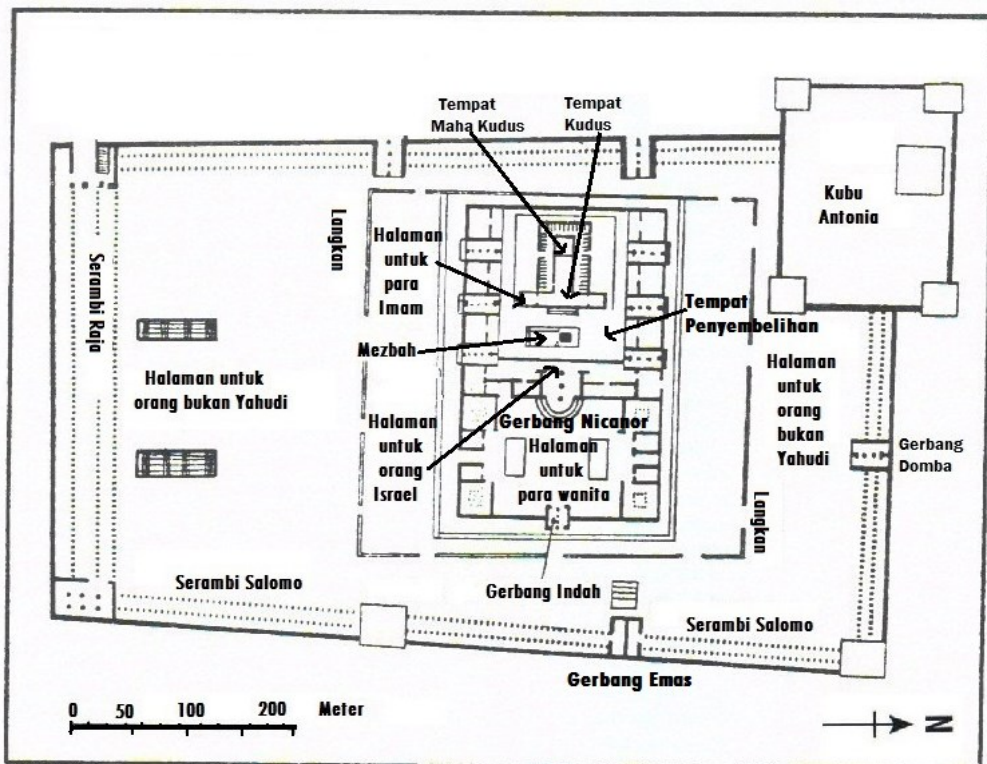 Tempat
Maha Kudus
Tempat
Kudus
Kubu
Antonia
Langkan
Halaman
untuk
para
Imam
Serambi Raja
Tempat
Penyembelihan
Mezbah
Halaman untuk
orang bukan Yahudi
Halaman
untuk
orang
bukan
Yahudi
Halaman
untuk
orang
Israel
Gerbang Nicanor
Halaman
untuk
para wanita
Gerbang
Domba
Langkan
Serambi Salomo
Gerbang Indah
Serambi Salomo
Gerbang Emas
0 50 100 200 Meter
N